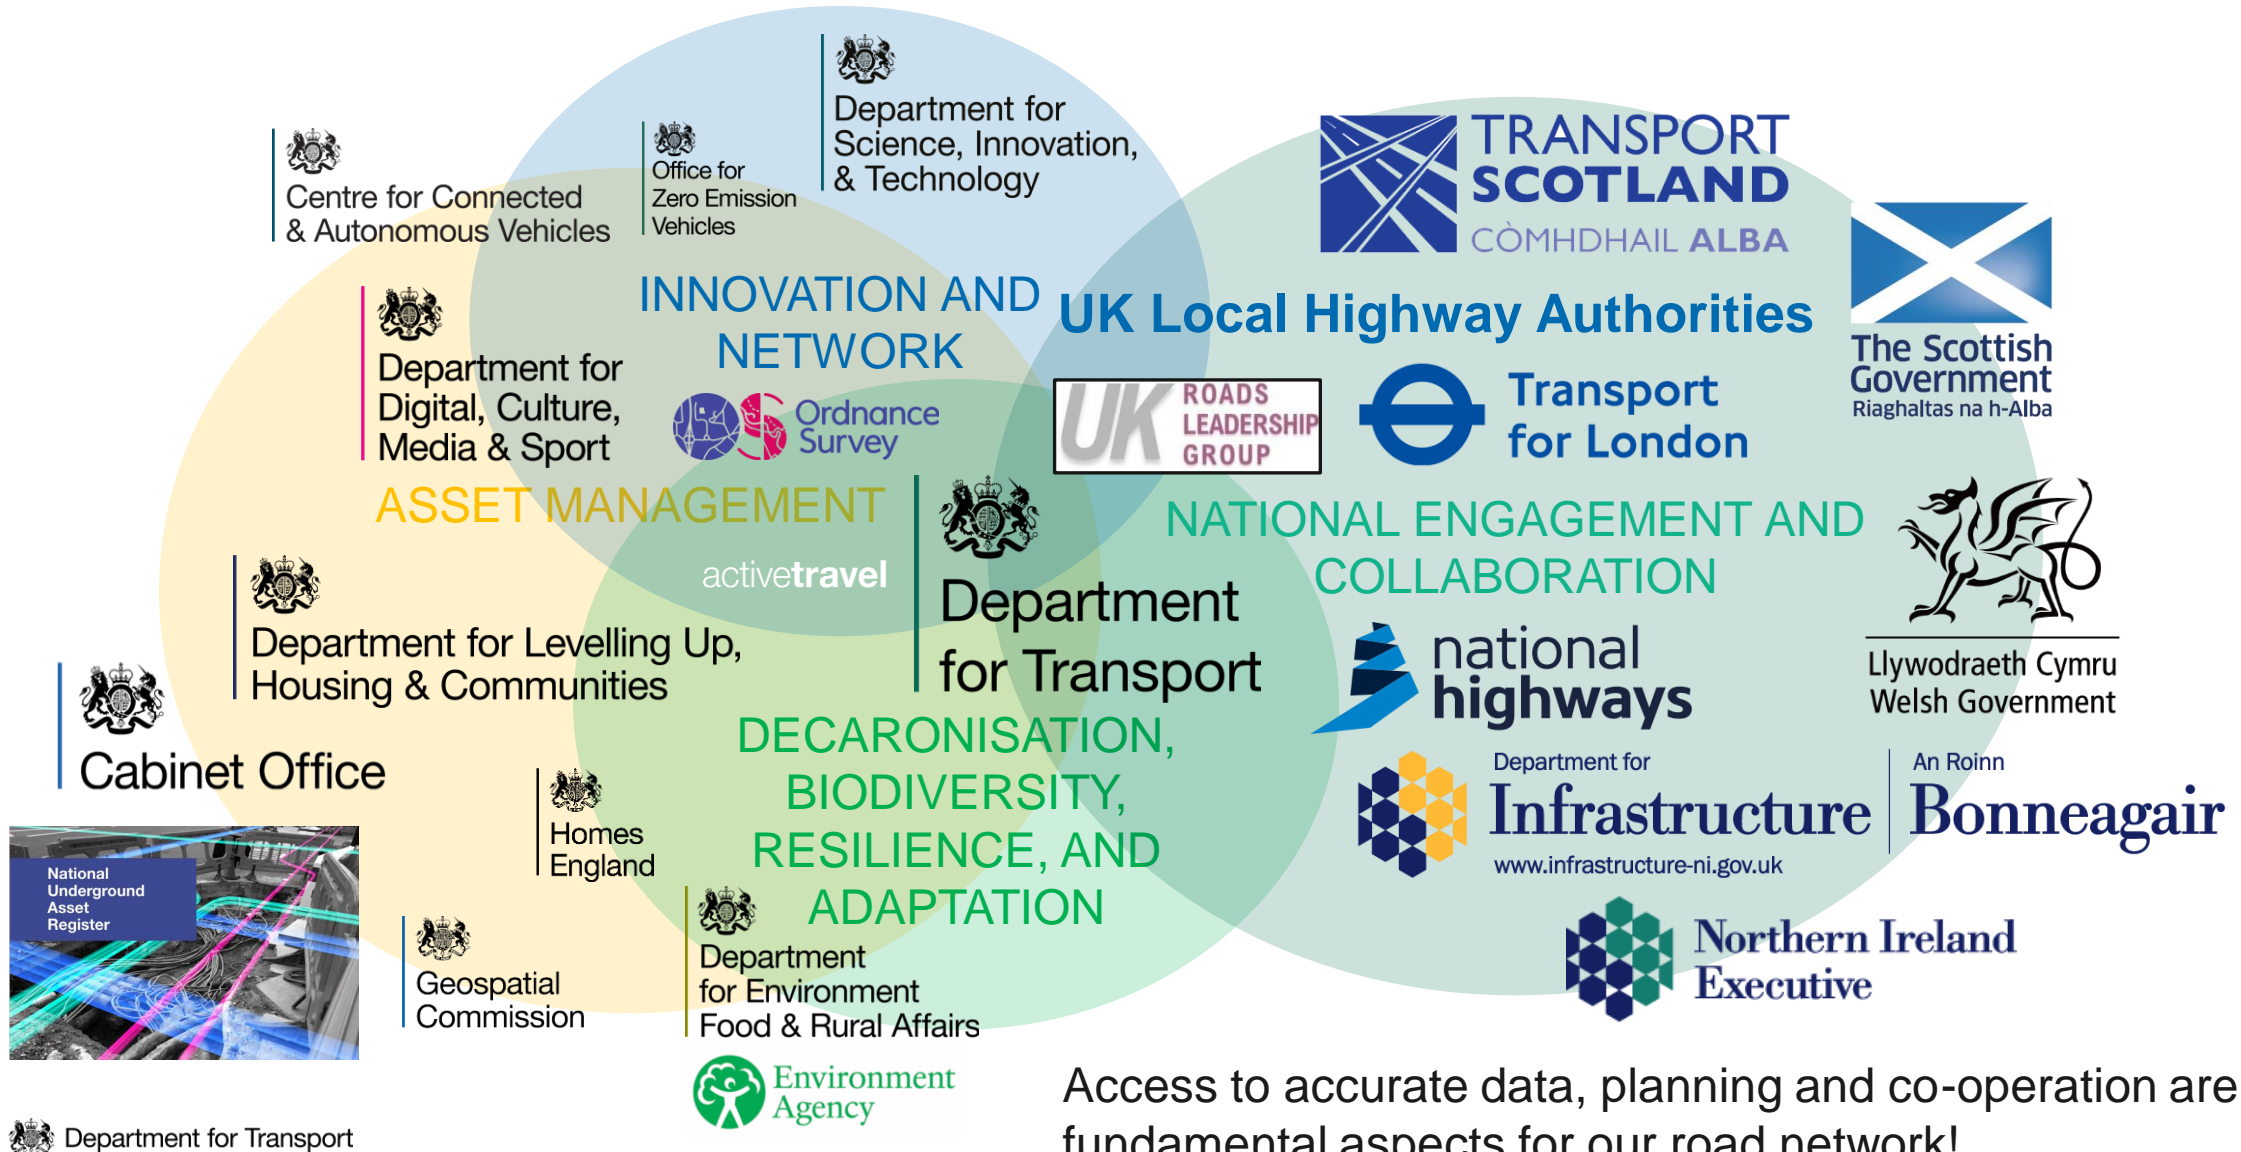 Department for
Science, Innovation,
& Technology
Centre for Connected
& Autonomous Vehicles
Office for
Zero Emission
Vehicles
TRANSPORT
SCOTLAND
CÒMHDHAIL ALBA
INNOVATION AND
NETWORK
UK Local Highway Authorities
The Scottish
Government
Riaghaltas na h-Alba
Department for
Digital, Culture,
Media & Sport
OS Ordnance
Survey
UK ROADS
LEADERSHIP
GROUP
Transport
for London
ASSET MANAGEMENT
NATIONAL ENGAGEMENT AND
COLLABORATION
activetravel
Department
for Transport
Department for Levelling Up,
Housing & Communities
national
highways
Llywodraeth Cymru
Welsh Government
Cabinet Office
DECARONISATION,
BIODIVERSITY,
RESILIENCE, AND
ADAPTATION
Department for
Infrastructure
www.infrastructure-ni.gov.uk
An Roinn
Bonneagair
Homes
England
National
Underground
Asset
Register
Geospatial
Commission
Department
for Environment
Food & Rural Affairs
Northern Ireland
Executive
Environment
Agency
Access to accurate data, planning and co-operation are
fundamental aspects for our road network!
Department for Transport